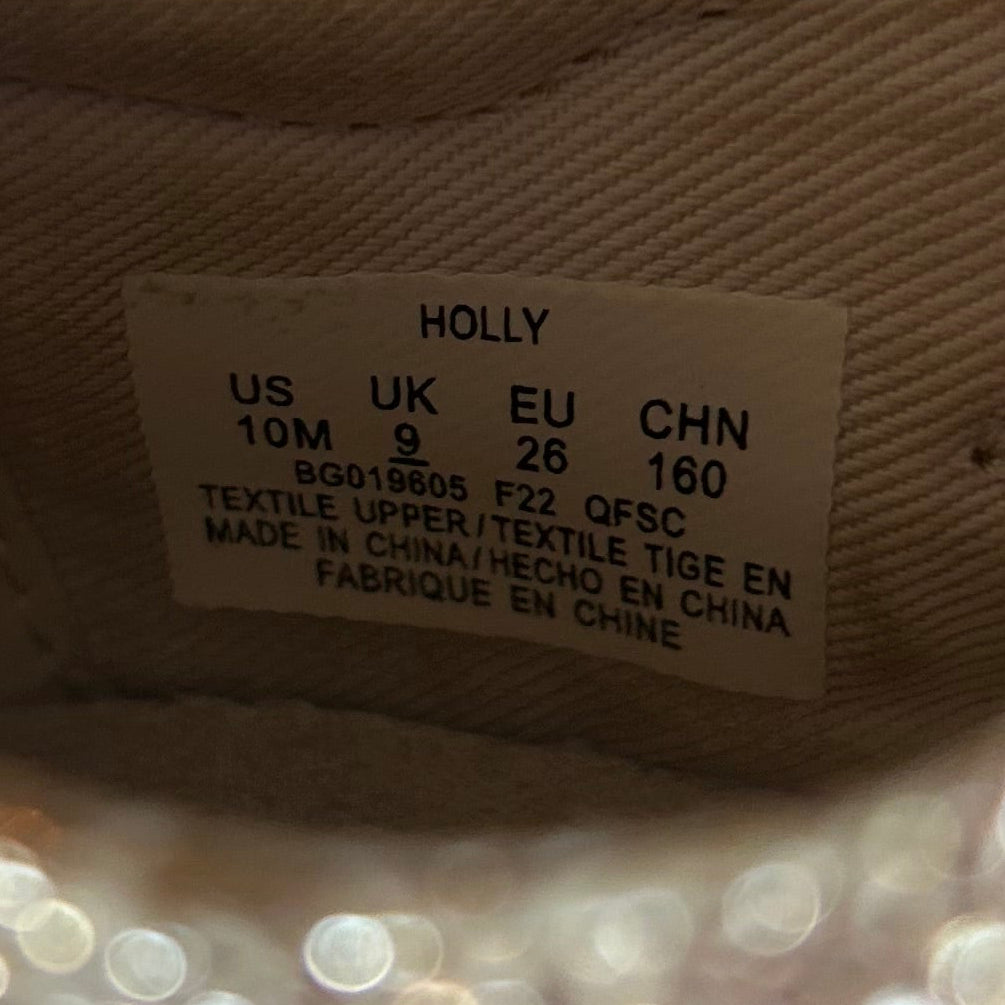 HOLLY
US UK EU CHN
10M 9 26 160
BG019605 F22 QFSC
TEXTILE UPPER/TEXTILE TIGE EN
MADE IN CHINA/HECHO EN CHINA
FABRIQUE EN CHINE